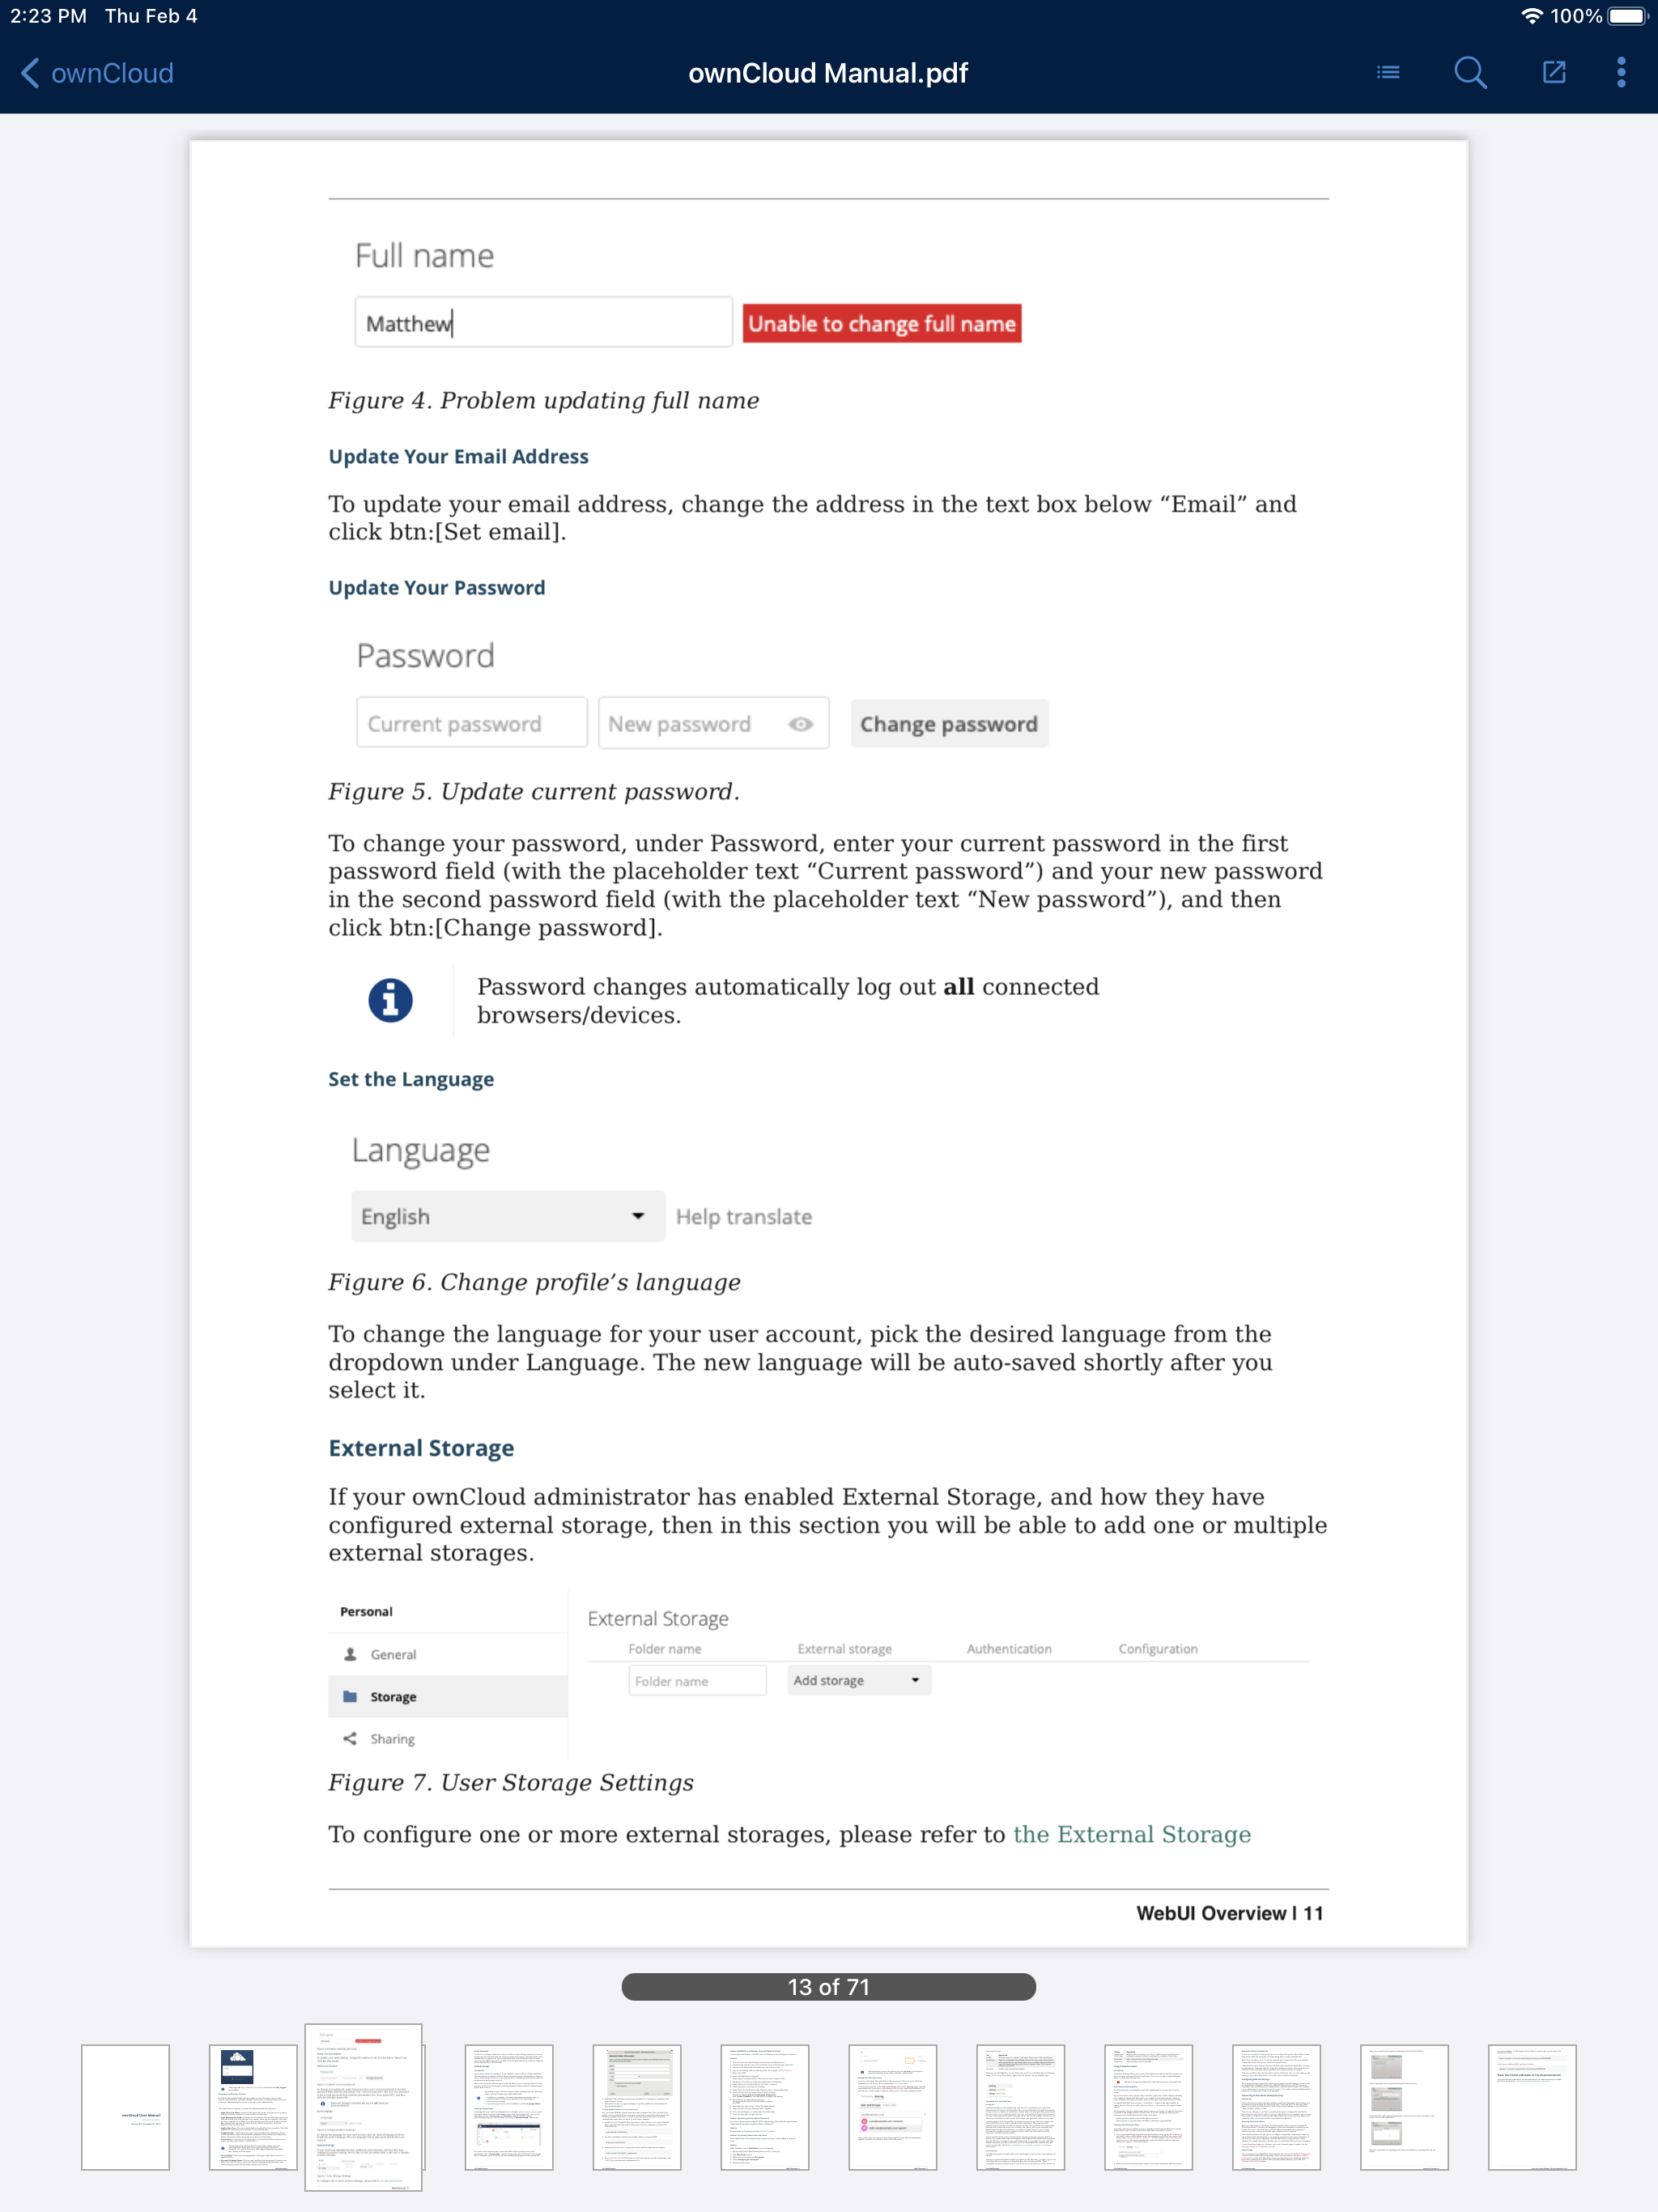 2:23 PM Thu Feb 4
100%
ownCloud
ownCloud Manual.pdf
Full name
Matthew
Unable to change full name
Figure 4. Problem updating full name
Update Your Email Address
To update your email address, change the address in the text box below “Email” and
click btn:[Set email].
Update Your Password
Password
Current password
New password
Change password
Figure 5. Update current password.
To change your password, under Password, enter your current password in the first
password field (with the placeholder text “Current password”) and your new password
in the second password field (with the placeholder text “New password”), and then
click btn:[Change password].
Password changes automatically log out all connected
browsers/devices.
Set the Language
Language
English
Help translate
Figure 6. Change profile’s language
To change the language for your user account, pick the desired language from the
dropdown under Language. The new language will be auto-saved shortly after you
select it.
External Storage
If your ownCloud administrator has enabled External Storage, and how they have
configured external storage, then in this section you will be able to add one or multiple
external storages.
Personal
General
Storage
Sharing
External Storage
Folder name External storage Authentication Configuration
Folder name Add storage
Figure 7. User Storage Settings
To configure one or more external storages, please refer to the External Storage
WebUI Overview | 11
13 of 71
ownCloud User Manual